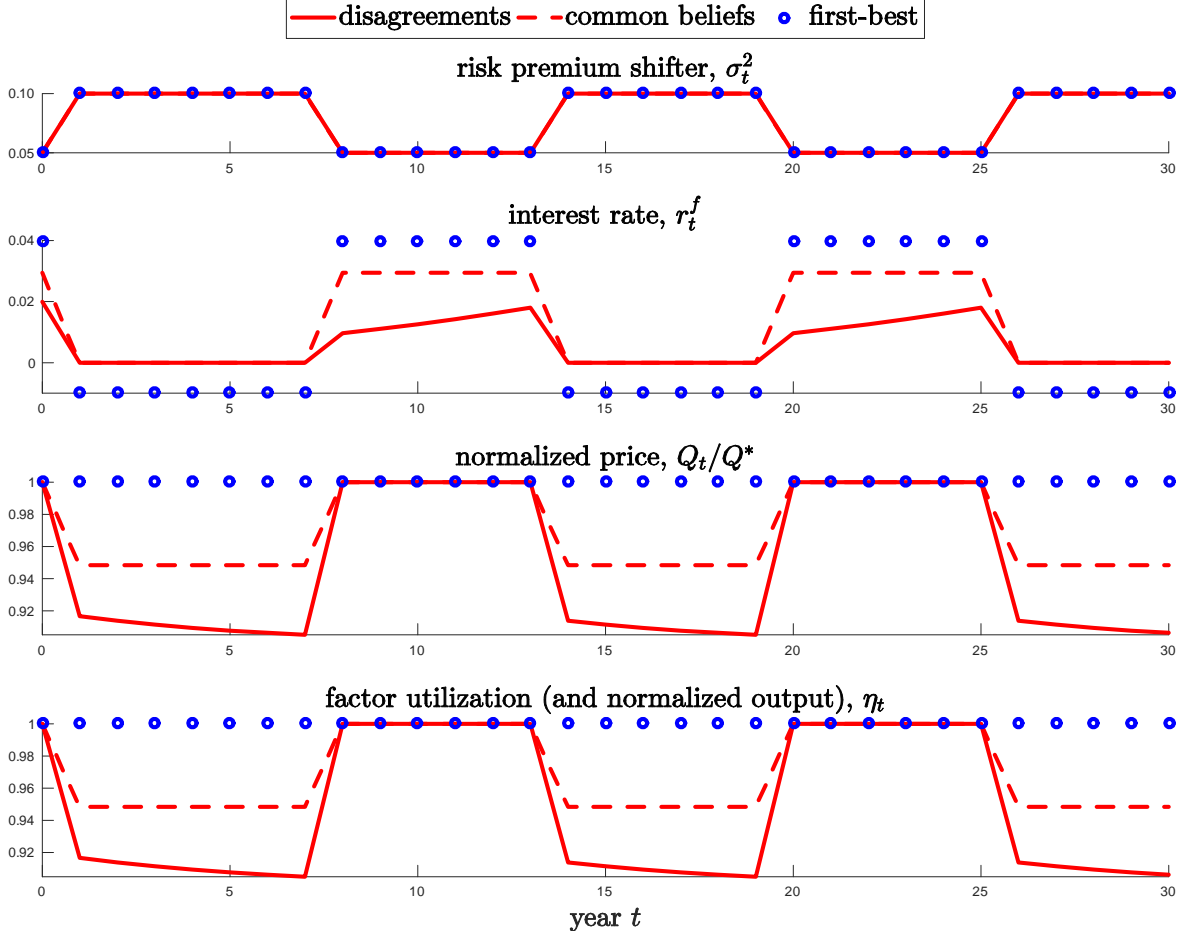 disagreements common beliefs first-best
risk premium shifter, σ_t^2
0.10
0.05
0 5 10 15 20 25 30
interest rate, r_t^f
0.04
0.02
0
0 5 10 15 20 25 30
normalized price, Q_t/Q*
1
0.98
0.96
0.94
0.92
0 5 10 15 20 25 30
factor utilization (and normalized output), η_t
1
0.98
0.96
0.94
0.92
0 5 10 15 20 25 30
year t